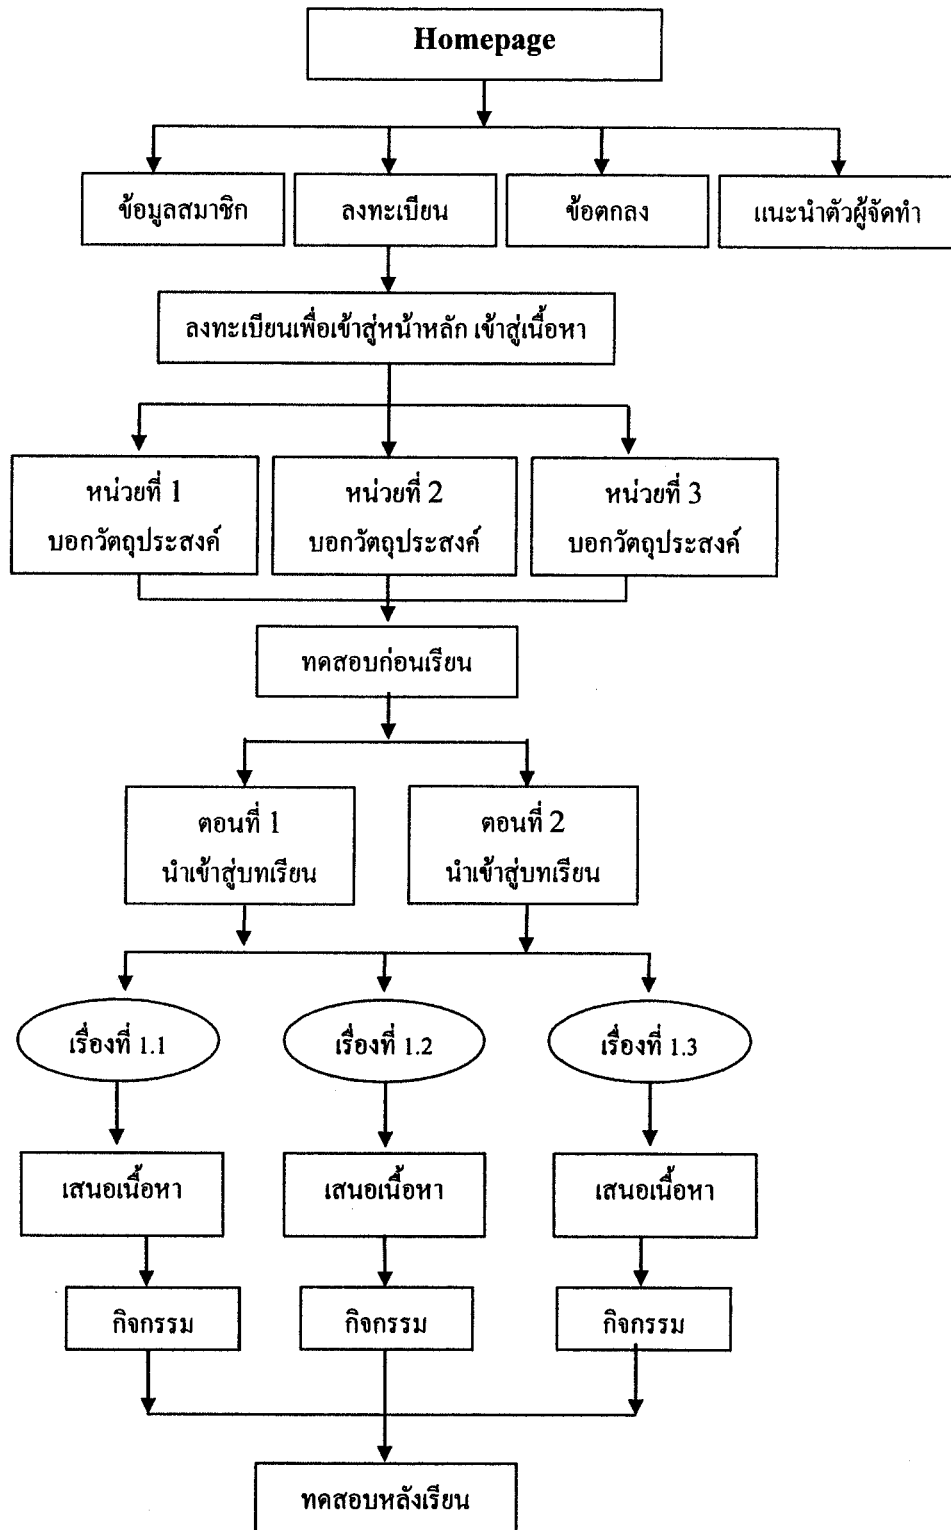 Homepage
ข้อมูลสมาชิก
ลงทะเบียน
ข้อตกลง
แนะนำตัวผู้จัดทำ
ลงทะเบียนเพื่อเข้าสู่หน้าหลัก เข้าสู่เนื้อหา
หน่วยที่ 1
บอกวัตถุประสงค์
หน่วยที่ 2
บอกวัตถุประสงค์
หน่วยที่ 3
บอกวัตถุประสงค์
ทดสอบก่อนเรียน
ตอนที่ 1
นำเข้าสู่บทเรียน
ตอนที่ 2
นำเข้าสู่บทเรียน
เรื่องที่ 1.1
เรื่องที่ 1.2
เรื่องที่ 1.3
เสนอเนื้อหา
เสนอเนื้อหา
เสนอเนื้อหา
กิจกรรม
กิจกรรม
กิจกรรม
ทดสอบหลังเรียน